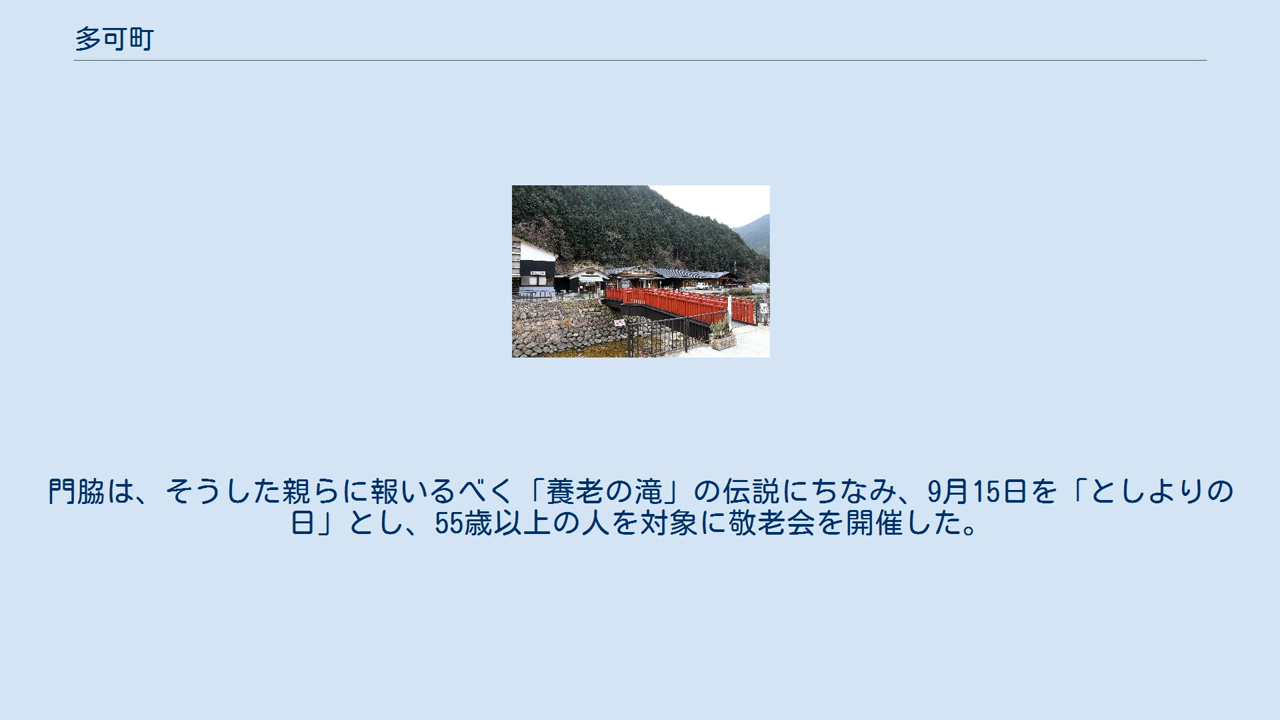 多可町
門脇は、そうした親らに報いるべく「養老の滝」の伝説にちなみ、9月15日を「としよりの
日」とし、55歳以上の人を対象に敬老会を開催した。